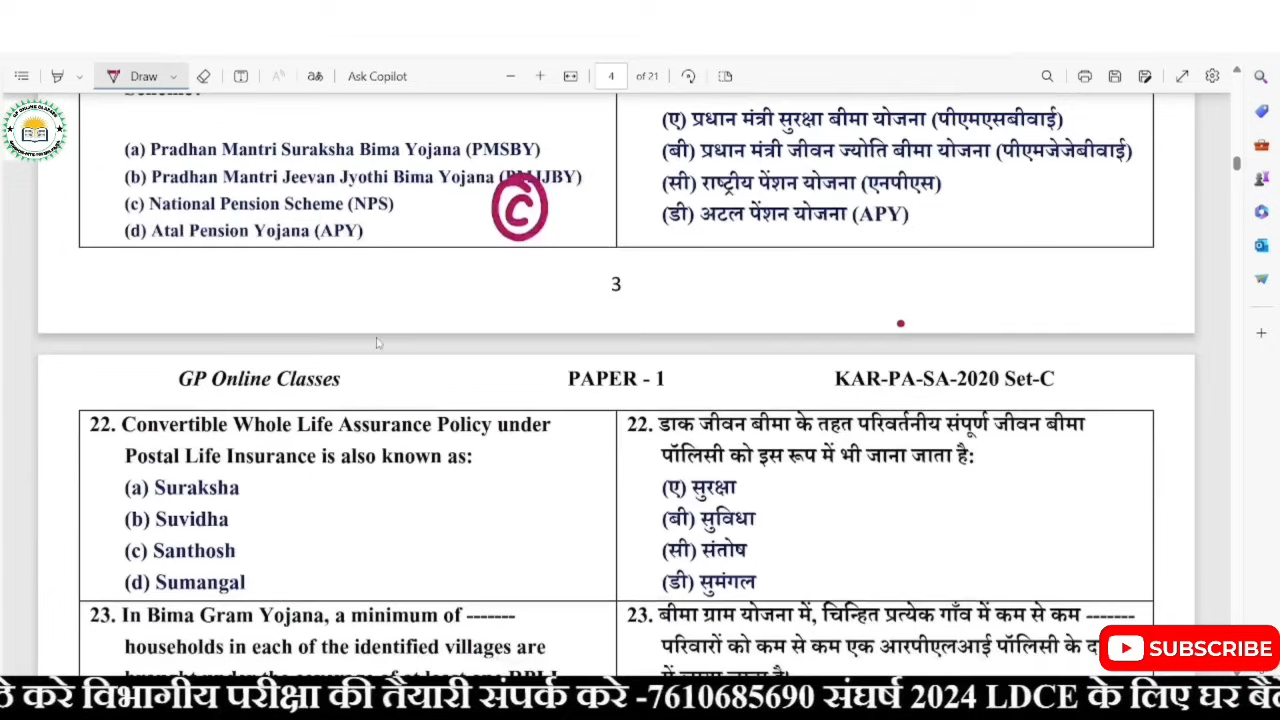 Draw
Ask Copilot
4 of 21
Scheme?
(a) Pradhan Mantri Suraksha Bima Yojana (PMSBY)
(b) Pradhan Mantri Jeevan Jyothi Bima Yojana (PMJJBY)
(c) National Pension Scheme (NPS)
(d) Atal Pension Yojana (APY)
C
(ए) प्रधान मंत्री सुरक्षा बीमा योजना (पीएमएसबीवाई)
(बी) प्रधान मंत्री जीवन ज्योति बीमा योजना (पीएमजेजेबीवाई)
(सी) राष्ट्रीय पेंशन योजना (एनपीएस)
(डी) अटल पेंशन योजना (APY)
3
GP Online Classes PAPER - 1 KAR-PA-SA-2020 Set-C
22. Convertible Whole Life Assurance Policy under
Postal Life Insurance is also known as:
(a) Suraksha
(b) Suvidha
(c) Santhosh
(d) Sumangal
22. डाक जीवन बीमा के तहत परिवर्तनीय संपूर्ण जीवन बीमा
पॉलिसी को इस रूप में भी जाना जाता है:
(ए) सुरक्षा
(बी) सुविधा
(सी) संतोष
(डी) सुमंगल
23. In Bima Gram Yojana, a minimum of -------
households in each of the identified villages are
23. बीमा ग्राम योजना में, चिन्हित प्रत्येक गाँव में कम से कम -------
परिवारों को कम से कम एक आरपीएलआई पॉलिसी के
SUBSCRIBE
करे विभागीय परीक्षा की तैयारी संपर्क करे -7610685690 संघर्ष 2024 LDCE के लिए घर